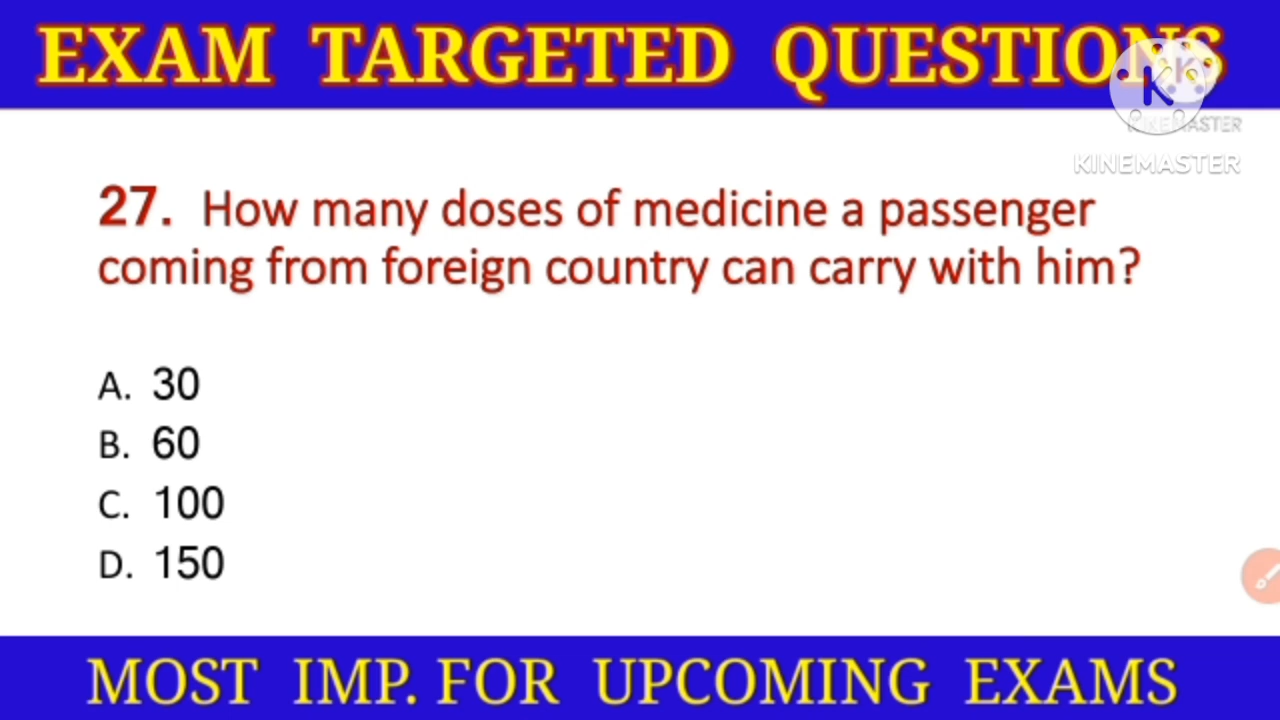 EXAM TARGETED QUESTIONS
KINEMASTER
KINEMASTER
27. How many doses of medicine a passenger
coming from foreign country can carry with him?
A. 30
B. 60
C. 100
D. 150
MOST IMP. FOR UPCOMING EXAMS